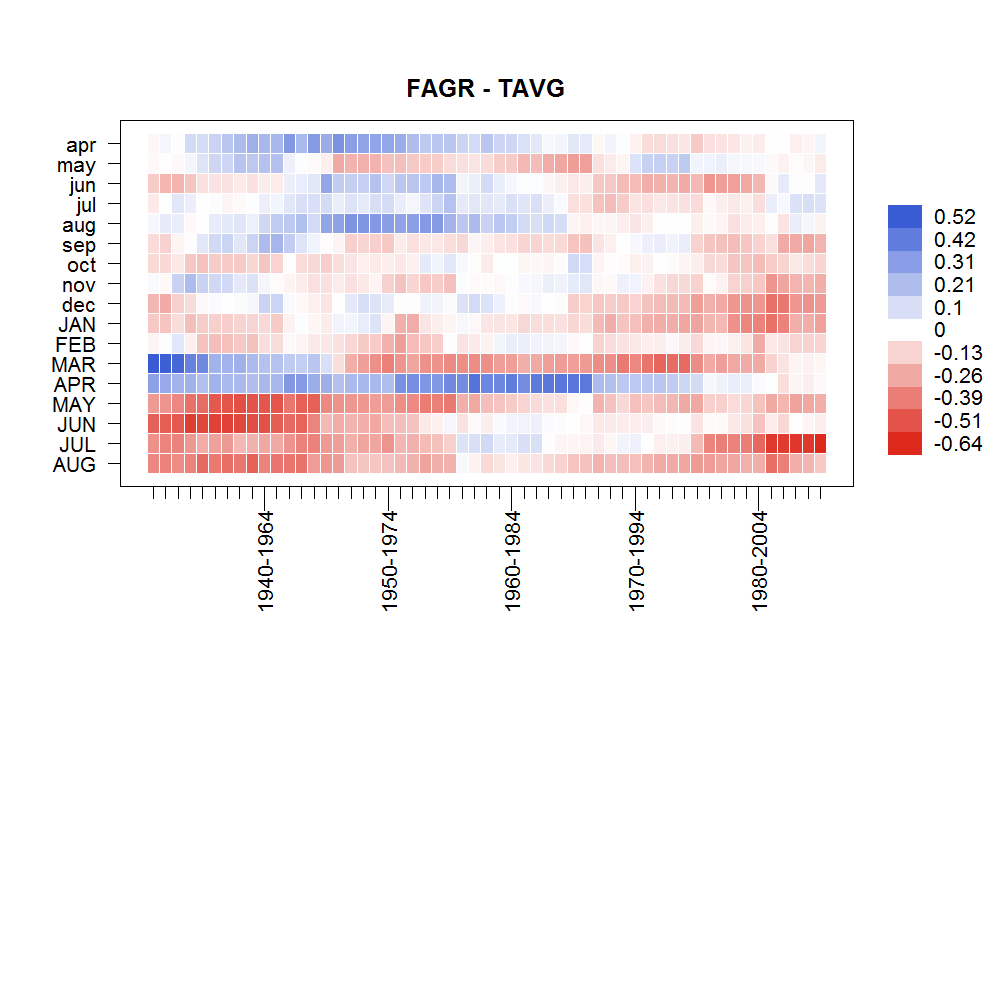 FAGR - TAVG
apr
may
jun
jul
aug
sep
oct
nov
dec
JAN
FEB
MAR
APR
MAY
JUN
JUL
AUG
0.52
0.42
0.31
0.21
0.1
0
-0.13
-0.26
-0.39
-0.51
-0.64
1940-1964
1950-1974
1960-1984
1970-1994
1980-2004